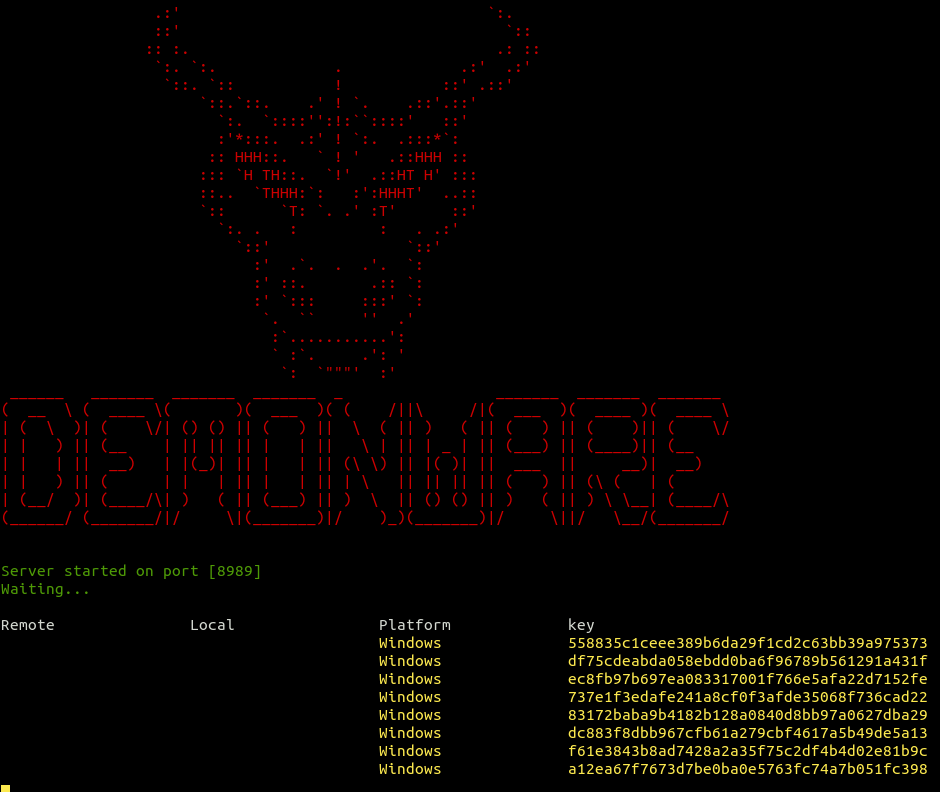 DEMONWARE
Server started on port [8989]
Waiting...
Remote Local Platform key
Windows 558835c1ceee389b6da29f1cd2c63bb39a975373
Windows df75cdeabda058ebdd0ba6f96789b561291a431f
Windows ec8fb97b697ea083317001f766e5afa22d7152fe
Windows 737e1f3edafe241a8cf0f3afde35068f736cad22
Windows 83172baba9b4182b128a0840d8bb97a0627dba29
Windows dc883f8dbb967cfb61a279cbf4617a5b49de5a13
Windows f61e3843b8ad7428a2a35f75c2df4b4d02e81b9c
Windows a12ea67f7673d7be0ba0e5763fc74a7b051fc398